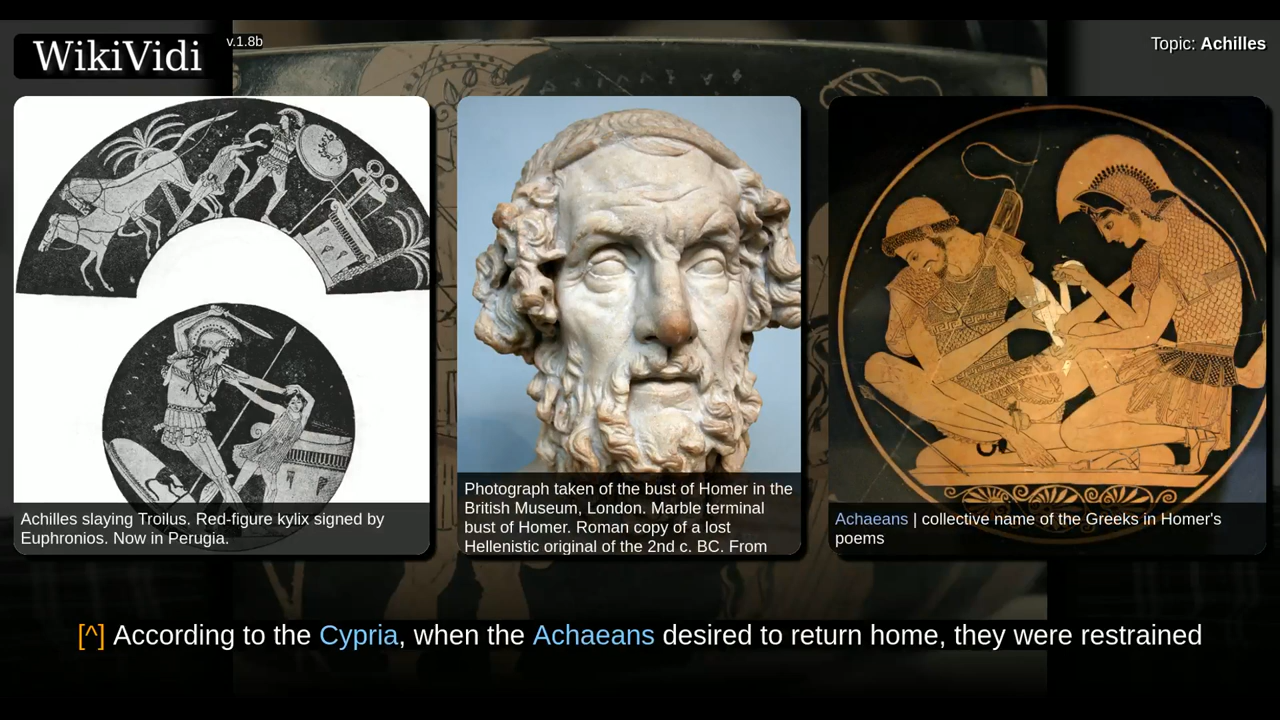 WikiVidi
v.1.8b
Topic: Achilles
Achilles slaying Troilus. Red-figure kylix signed by
Euphronios. Now in Perugia.
Photograph taken of the bust of Homer in the
British Museum, London. Marble terminal
bust of Homer. Roman copy of a lost
Hellenistic original of the 2nd c. BC. From
Achaeans | collective name of the Greeks in Homer's
poems
[^] According to the Cypria, when the Achaeans desired to return home, they were restrained